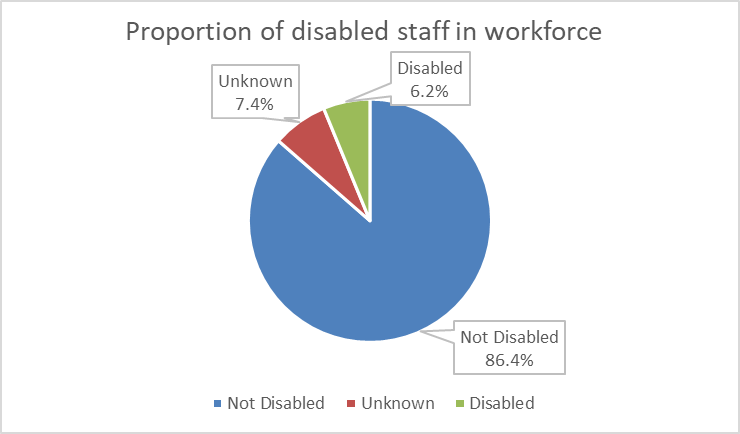 Proportion of disabled staff in workforce
Unknown
7.4%
Disabled
6.2%
Not Disabled
86.4%
Not Disabled Unknown Disabled